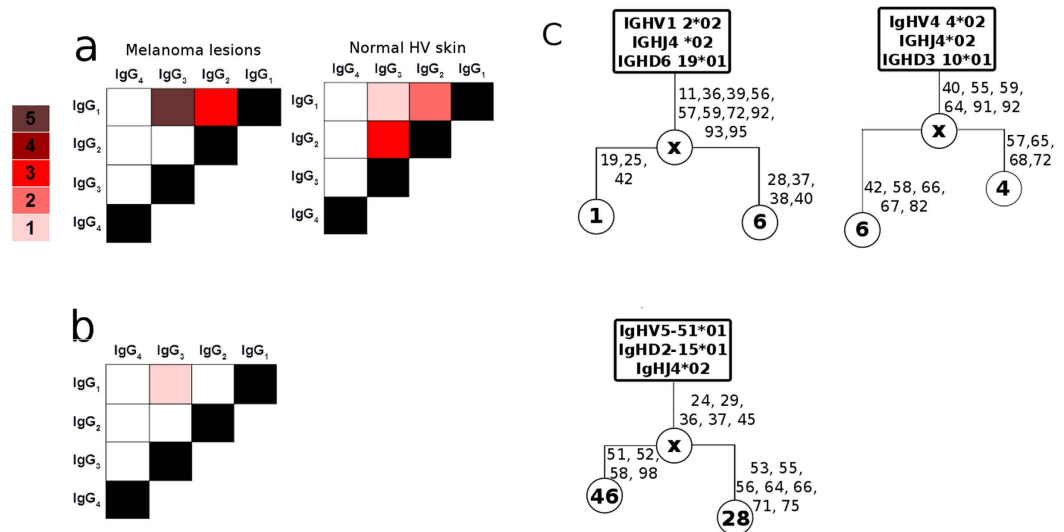 a
Melanoma lesions
IgG4 IgG3 IgG2 IgG1
IgG1
IgG2
IgG3
IgG4
Normal HV skin
IgG4 IgG3 IgG2 IgG1
IgG1
IgG2
IgG3
IgG4
5
4
3
2
1
b
IgG4 IgG3 IgG2 IgG1
IgG1
IgG2
IgG3
IgG4
C
IGHV1 2*02
IGHJ4 *02
IGHD6 19*01
11,36,39,56,
57,59,72,92,
93,95
X
19,25,
42
1
28,37,
38,40
6
IgHV4 4*02
IGHJ4*02
IGHD3 10*01
40, 55, 59,
64, 91, 92
X
42, 58, 66,
67, 82
6
57,65,
68,72
4
IgHV5-51*01
IgHD2-15*01
IgHJ4*02
24, 29,
36, 37, 45
X
51, 52,
58, 98
46
53, 55,
56, 64, 66,
71, 75
28